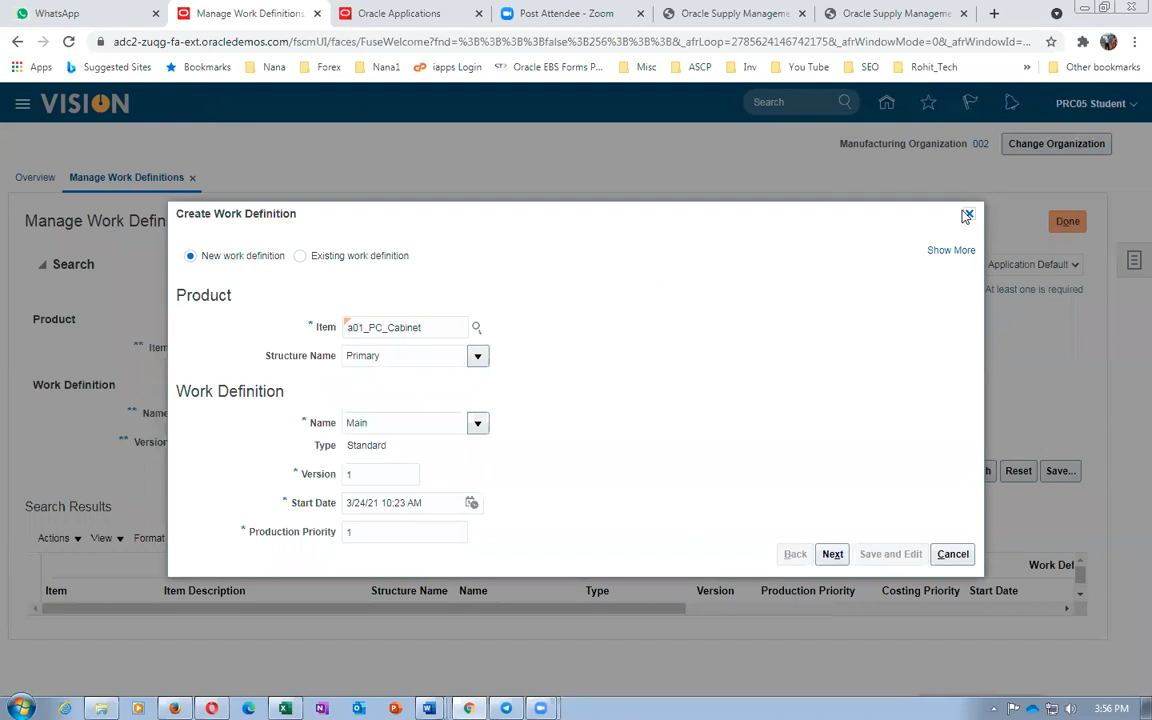 WhatsApp Manage Work Definitions Oracle Applications Post Attendee - Zoom Oracle Supply Manageme Oracle Supply Manageme
adc2-zuqg-fa-ext.oracledemos.com/fscmUI/faces/FuseWelcome?fnd=%3B%3B%3B%3Bfalse%3B256%3B%3B%3B&_afrLoop=27856241467421​75&_afrWindowMode=0&_afrWindowId=...
Apps Suggested Sites Bookmarks Nana Forex Nana1 iapps Login Oracle EBS Forms P... Misc ASCP Inv You Tube SEO Rohit_Tech » Other bookmarks
VISION Search PRC05 Student
Manufacturing Organization 002 Change Organization
Overview Manage Work Definitions
Manage Work Defin Done
Create Work Definition
New work definition Existing work definition Show More
Search Application Default
At least one is required
Product
Product
** Item
* Item a01_PC_Cabinet
Structure Name Primary
Work Definition
Work Definition
** Name
* Name Main
Type Standard
** Version
* Version 1
h Reset Save...
* Start Date 3/24/21 10:23 AM
Search Results
* Production Priority 1
Actions View Format
Back Next Save and Edit Cancel
Work Def
Item Item Description Structure Name Name Type Version Production Priority Costing Priority Start Date
3:56 PM